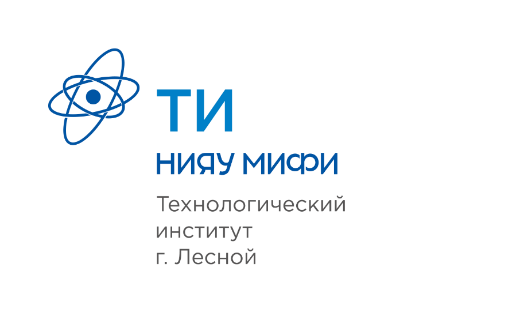 ТИ
НИЯУ МИФИ
Технологический
институт
г. Лесной